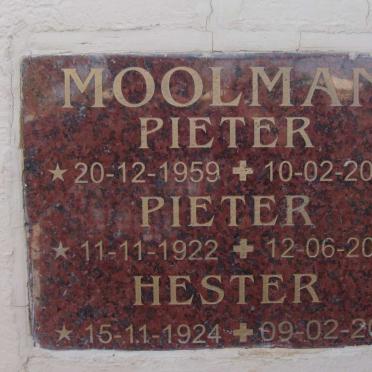 MOOLMAN
PIETER
★ 20-12-1959 ✚ 10-02-20
PIETER
★ 11-11-1922 ✚ 12-06-20
HESTER
★ 15-11-1924 ✚ 09-02-20